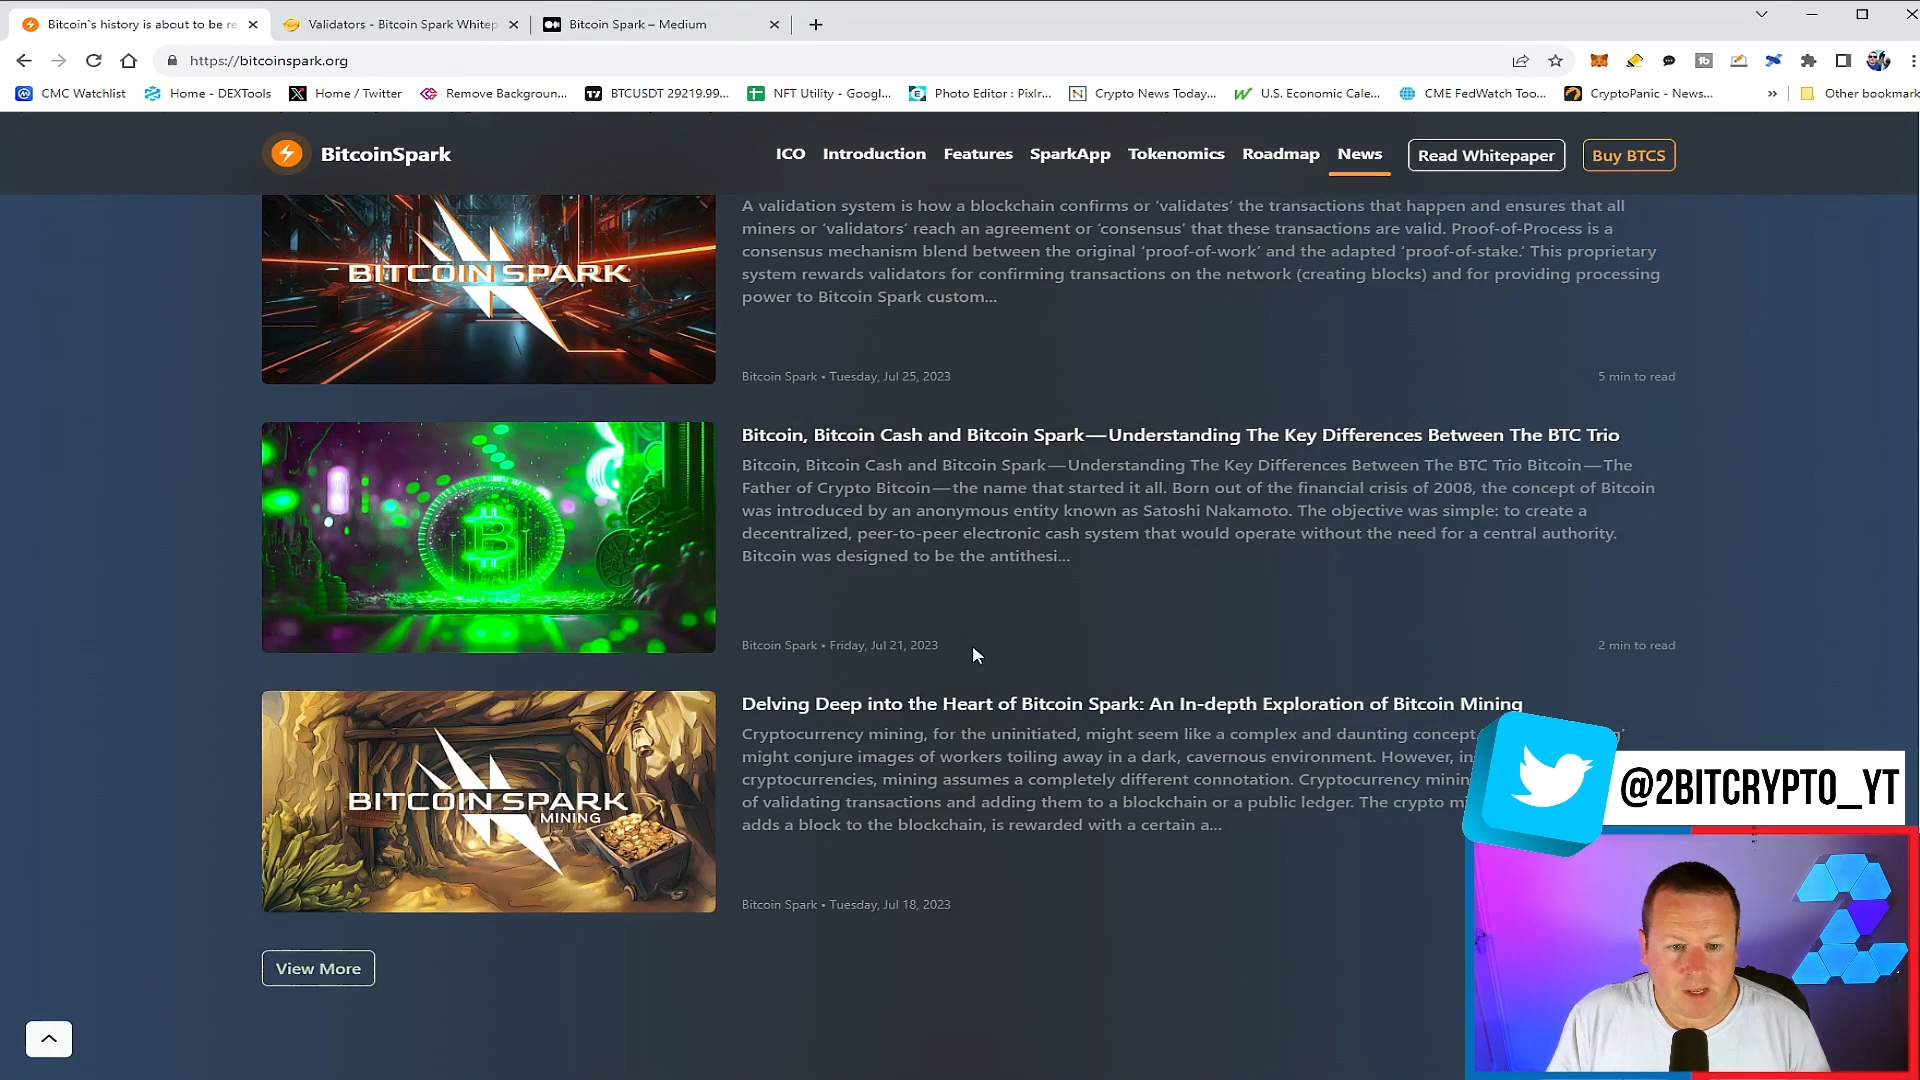 Bitcoin`s history is about to be re
Validators - Bitcoin Spark Whitep
Bitcoin Spark – Medium
https://bitcoinspark.org
CMC Watchlist
Home - DEXTools
Home / Twitter
Remove Backgroun...
BTCUSDT 29219.99...
NFT Utility - Googl...
Photo Editor : Pixlr...
Crypto News Today...
U.S. Economic Cale...
CME FedWatch Too...
CryptoPanic - News...
»
Other bookmark
BitcoinSpark
ICO
Introduction
Features
SparkApp
Tokenomics
Roadmap
News
Read Whitepaper
Buy BTCS
BITCOIN SPARK
A validation system is how a blockchain confirms or ‘validates’ the transactions that happen and ensures that all
miners or ‘validators’ reach an agreement or ‘consensus’ that these transactions are valid. Proof-of-Process is a
consensus mechanism blend between the original ‘proof-of-work’ and the adapted ‘proof-of-stake.’ This proprietary
system rewards validators for confirming transactions on the network (creating blocks) and for providing processing
power to Bitcoin Spark custom...
Bitcoin Spark • Tuesday, Jul 25, 2023
5 min to read
Bitcoin, Bitcoin Cash and Bitcoin Spark — Understanding The Key Differences Between The BTC Trio
Bitcoin, Bitcoin Cash and Bitcoin Spark — Understanding The Key Differences Between The BTC Trio Bitcoin — The
Father of Crypto Bitcoin — the name that started it all. Born out of the financial crisis of 2008, the concept of Bitcoin
was introduced by an anonymous entity known as Satoshi Nakamoto. The objective was simple: to create a
decentralized, peer-to-peer electronic cash system that would operate without the need for a central authority.
Bitcoin was designed to be the antithesi...
Bitcoin Spark • Friday, Jul 21, 2023
2 min to read
BITCOIN SPARK
MINING
Delving Deep into the Heart of Bitcoin Spark: An In-depth Exploration of Bitcoin Mining
Cryptocurrency mining, for the uninitiated, might seem like a complex and daunting concept
might conjure images of workers toiling away in a dark, cavernous environment. However, in
cryptocurrencies, mining assumes a completely different connotation. Cryptocurrency minin
of validating transactions and adding them to a blockchain or a public ledger. The crypto mi
adds a block to the blockchain, is rewarded with a certain a...
Bitcoin Spark • Tuesday, Jul 18, 2023
View More
@2BITCRYPTO_YT